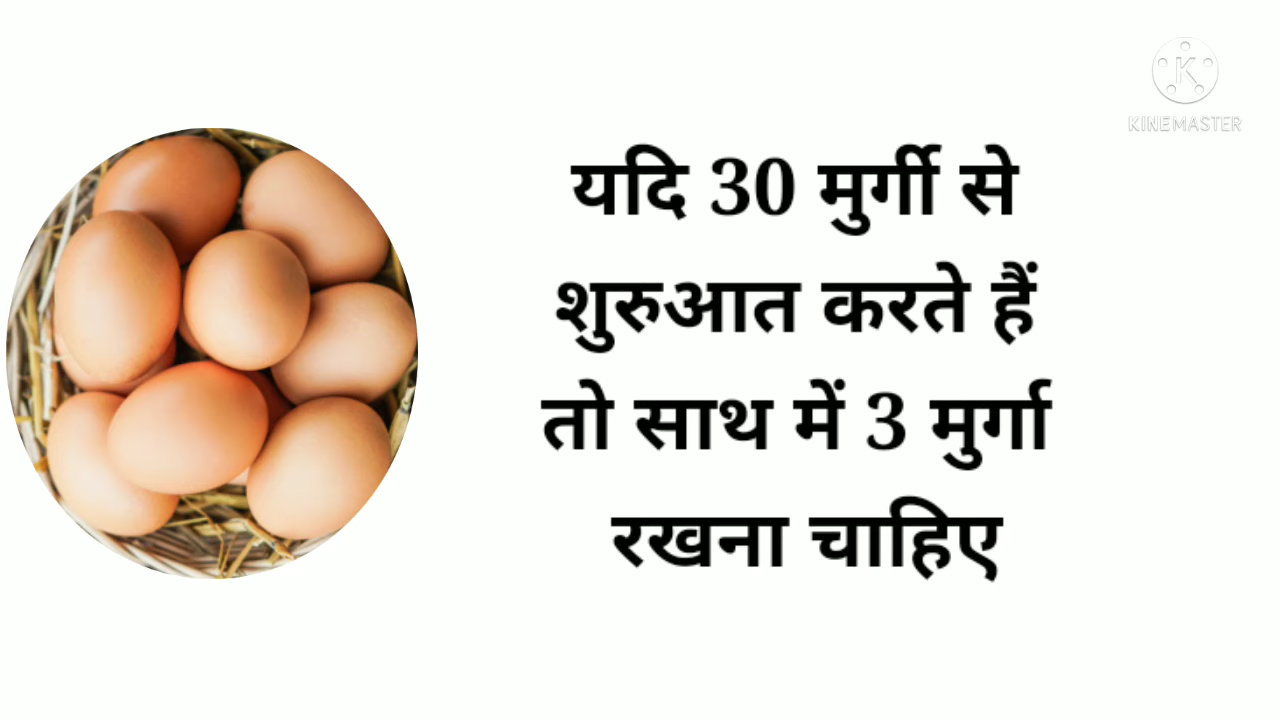 KINEMASTER
यदि 30 मुर्गी से
शुरुआत करते हैं
तो साथ में 3 मुर्गा
रखना चाहिए